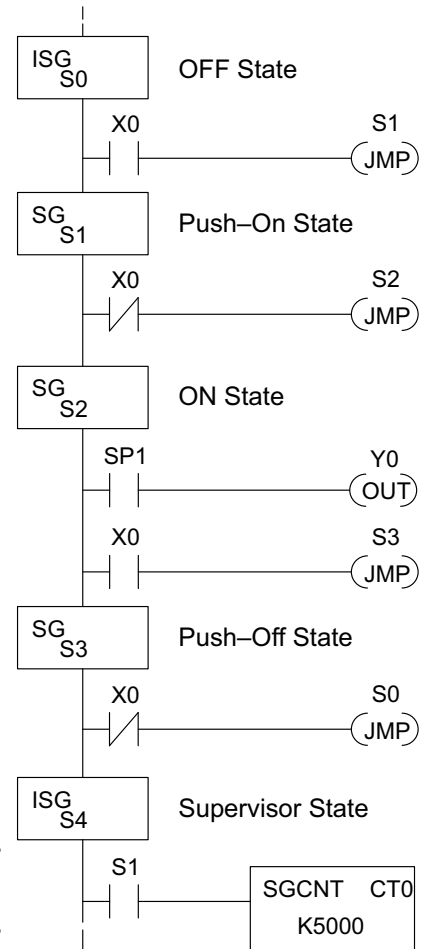 ISG
S0
OFF State
X0
S1
JMP
SG
S1
Push–On State
X0
S2
JMP
SG
S2
ON State
SP1
Y0
OUT
X0
S3
JMP
SG
S3
Push–Off State
X0
S0
JMP
ISG
S4
Supervisor State
S1
SGCNT CT0
K5000